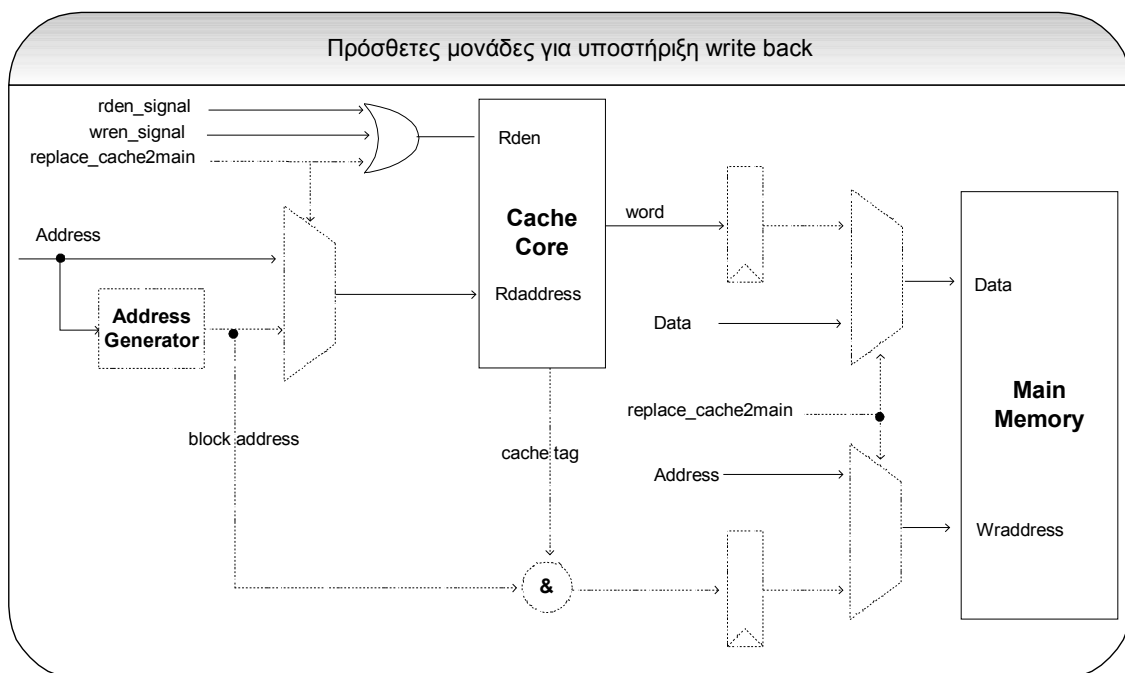 Πρόσθετες μονάδες για υποστήριξη write back
rden_signal
wren_signal
replace_cache2main
Rden
Address
Cache
Core
word
Rdaddress
Address
Generator
Data
Data
Main
Memory
replace_cache2main
block address
cache tag
Address
Wraddress
&